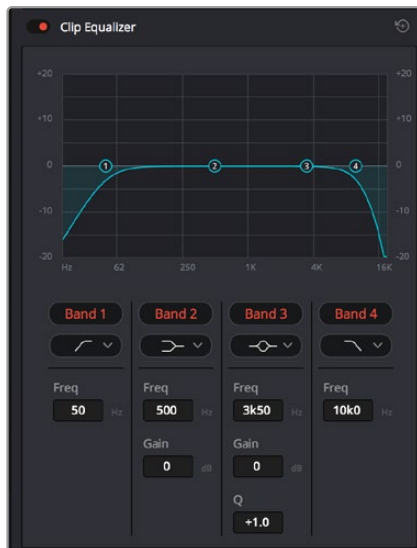 Clip Equalizer
+20 +20
+10 +10
1 2 3 4
0 0
-10 -10
-20 -20
Hz 62 250 1K 4K 16K
Band 1 Band 2 Band 3 Band 4
Freq Freq Freq Freq
50 Hz 500 Hz 3k50 Hz 10k0 Hz
Gain Gain
0 dB 0 dB
Q
+1.0